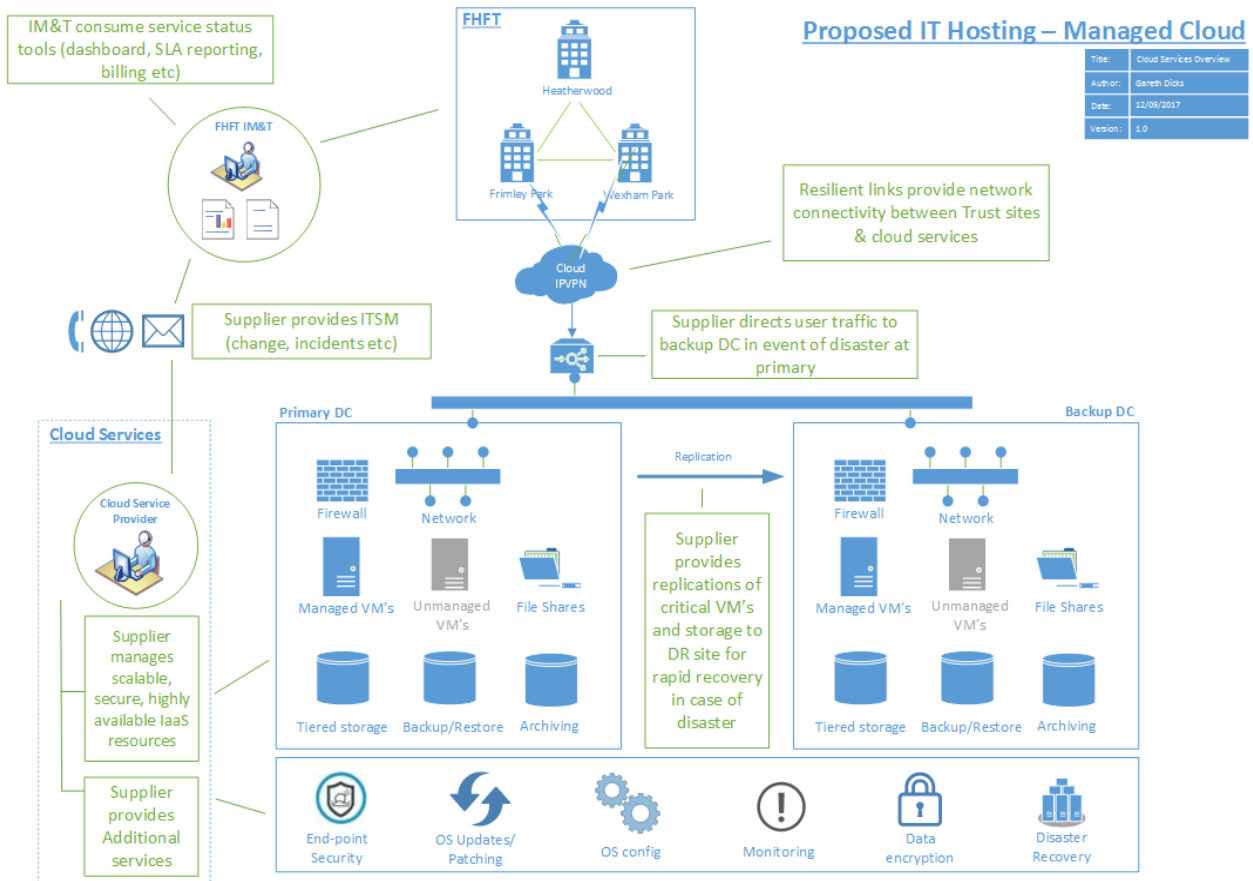 Proposed IT Hosting – Managed Cloud
Title: Cloud Services Overview
Author: Gareth Dicks
Date: 12/09/2017
Version: 1.0
IM&T consume service status
tools (dashboard, SLA reporting,
billing etc)
FHFT IM&T
FHFT
Heatherwood
Frimley Park
Wexham Park
Resilient links provide network
connectivity between Trust sites
& cloud services
Cloud
IPVPN
Supplier provides ITSM
(change, incidents etc)
Supplier directs user traffic to
backup DC in event of disaster at
primary
Primary DC
Backup DC
Cloud Services
Cloud Service
Provider
Supplier
manages
scalable,
secure, highly
available IaaS
resources
Supplier
provides
Additional
services
Firewall
Network
Managed VM's
Unmanaged
VM's
File Shares
Tiered storage
Backup/Restore
Archiving
Replication
Supplier
provides
replications of
critical VM's
and storage to
DR site for
rapid recovery
in case of
disaster
Firewall
Network
Managed VM's
Unmanaged
VM's
File Shares
Tiered storage
Backup/Restore
Archiving
End-point
Security
OS Updates/
Patching
OS config
Monitoring
Data
encryption
Disaster
Recovery